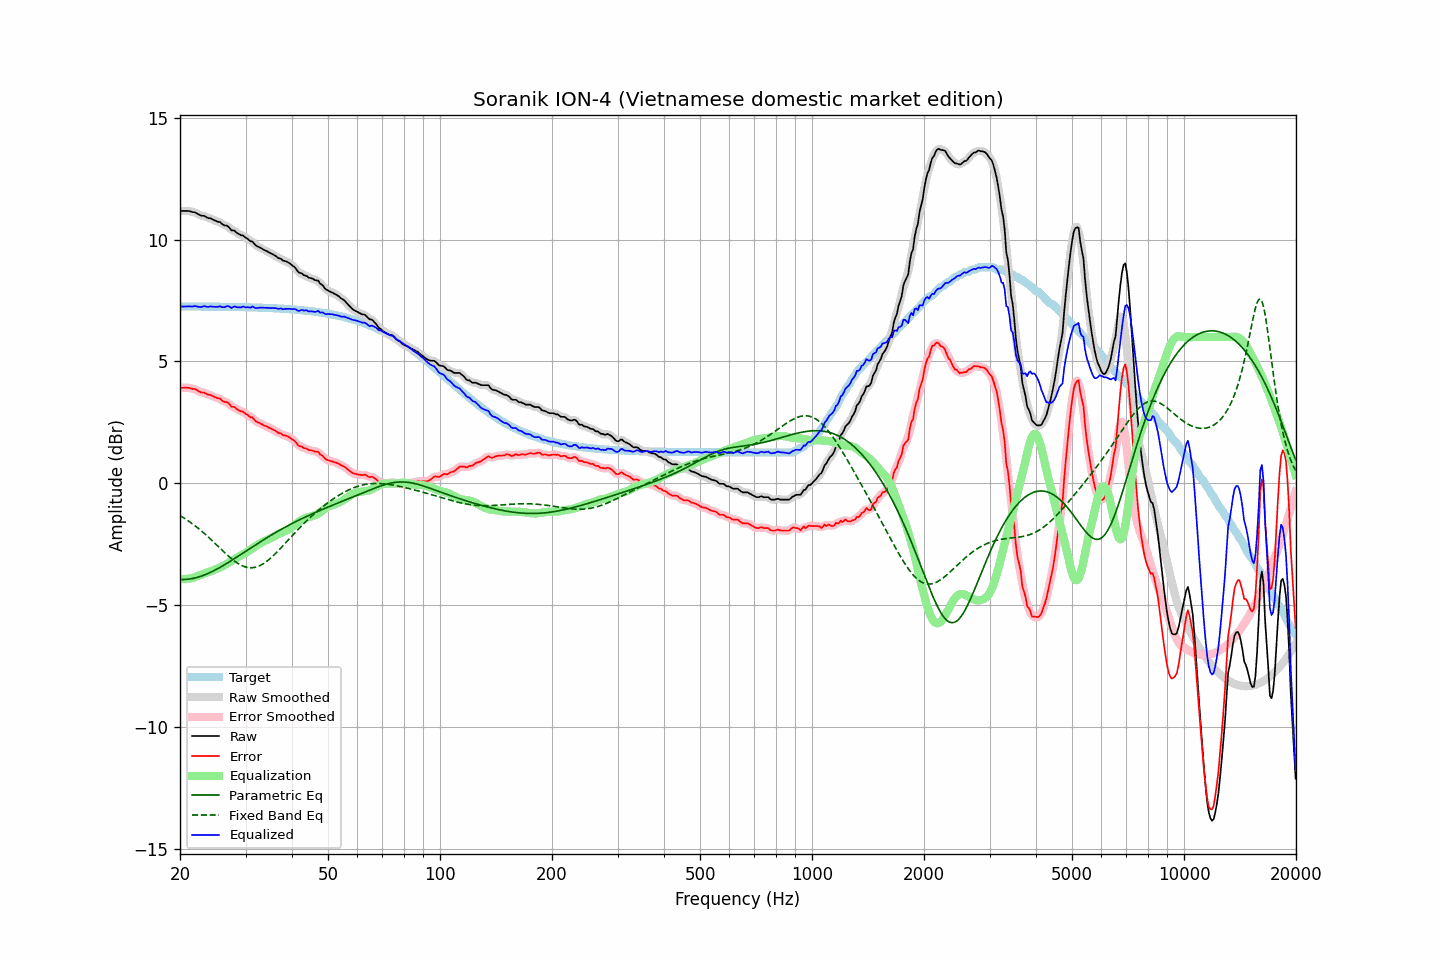 Soranik ION-4 (Vietnamese domestic market edition)
15
10
5
0
−5
−10
−15
Amplitude (dBr)
Target
Raw Smoothed
Error Smoothed
Raw
Error
Equalization
Parametric Eq
Fixed Band Eq
Equalized
20
50
100
200
500
1000
2000
5000
10000
20000
Frequency (Hz)